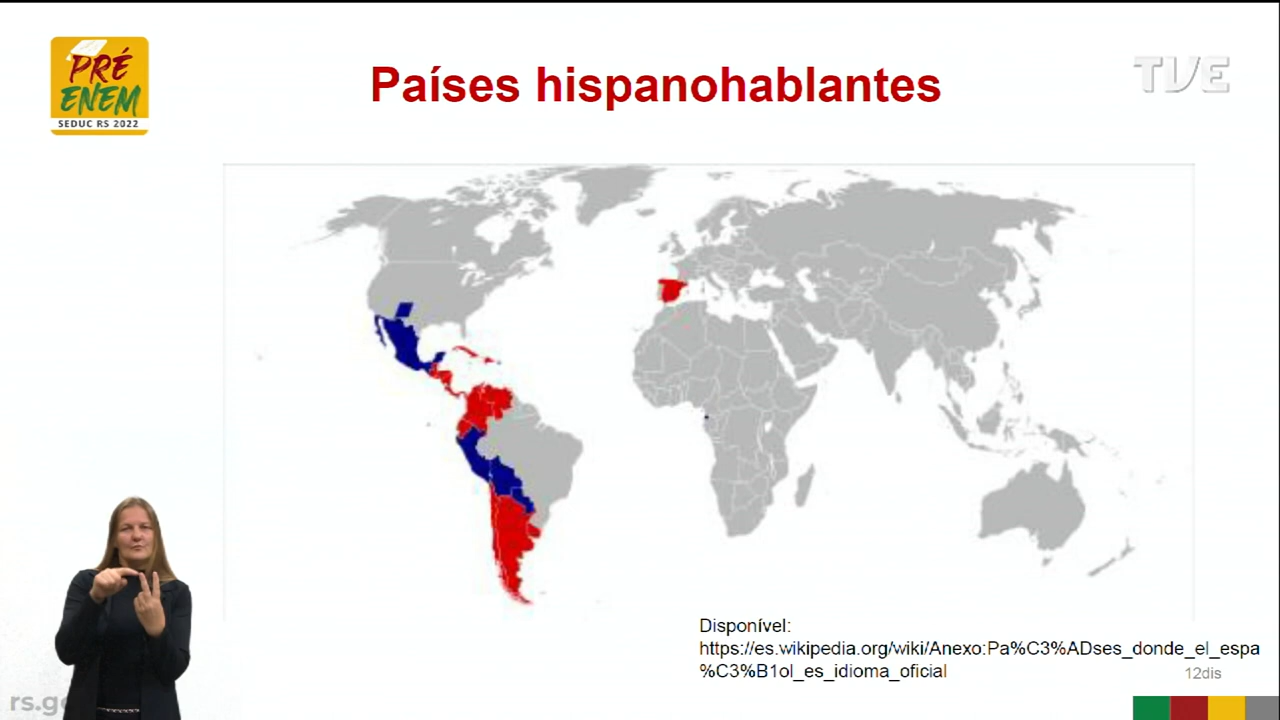 PRÉ
ENEM
SEDUC RS 2022
Países hispanohablantes
TVE
Disponível:
https://es.wikipedia.org/wiki/Anexo:Pa%C3%ADses_donde_el_espa
%C3%B1ol_es_idioma_oficial
12dis